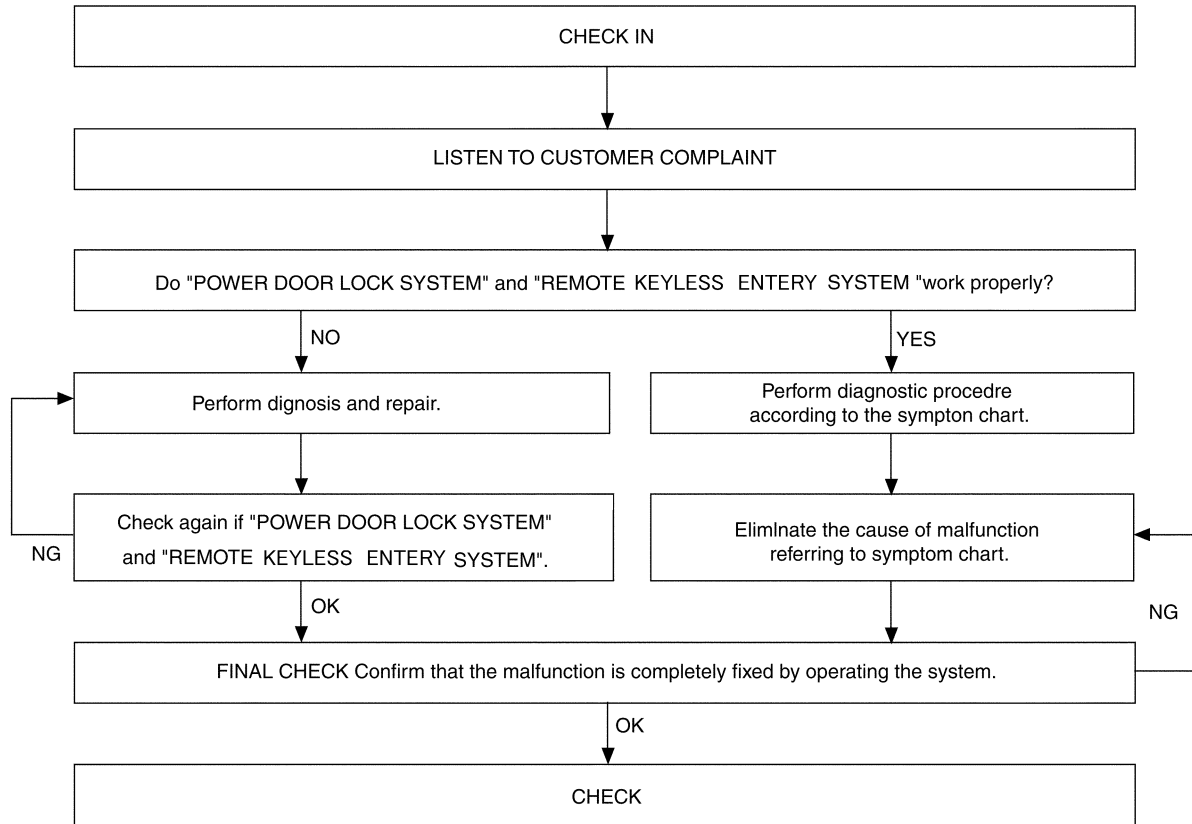 CHECK IN
LISTEN TO CUSTOMER COMPLAINT
Do "POWER DOOR LOCK SYSTEM" and "REMOTE KEYLESS ENTERY SYSTEM "work properly?
NO
YES
Perform dignosis and repair.
Perform diagnostic procedre
according to the sympton chart.
Check again if "POWER DOOR LOCK SYSTEM"
and "REMOTE KEYLESS ENTERY SYSTEM".
NG
Elimlnate the cause of malfunction
referring to symptom chart.
OK
NG
FINAL CHECK Confirm that the malfunction is completely fixed by operating the system.
OK
CHECK